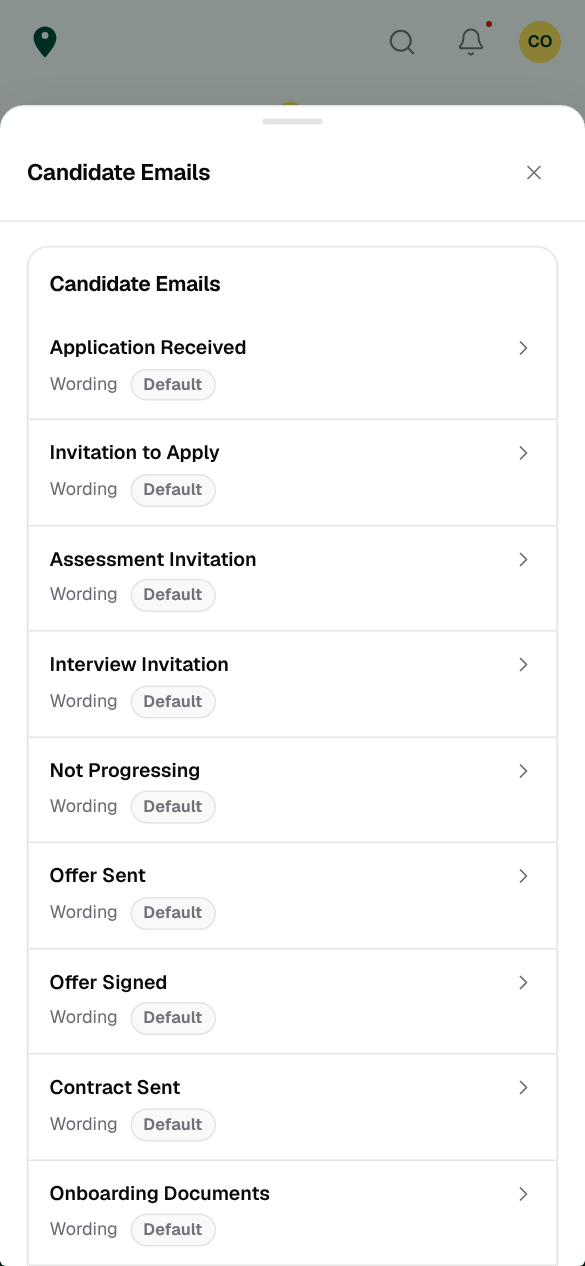 CO
Candidate Emails
Candidate Emails
Application Received
Wording Default
Invitation to Apply
Wording Default
Assessment Invitation
Wording Default
Interview Invitation
Wording Default
Not Progressing
Wording Default
Offer Sent
Wording Default
Offer Signed
Wording Default
Contract Sent
Wording Default
Onboarding Documents
Wording Default